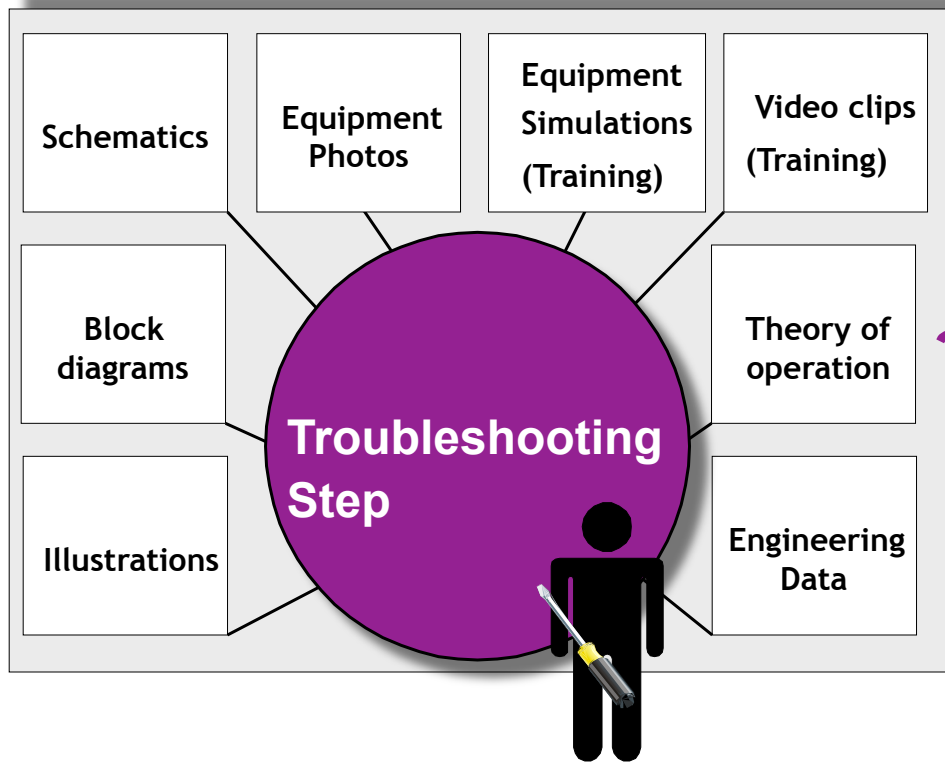 Schematics
Equipment
Photos
Equipment
Simulations
(Training)
Video clips
(Training)
Block
diagrams
Theory of
operation
Troubleshooting
Step
Illustrations
Engineering
Data